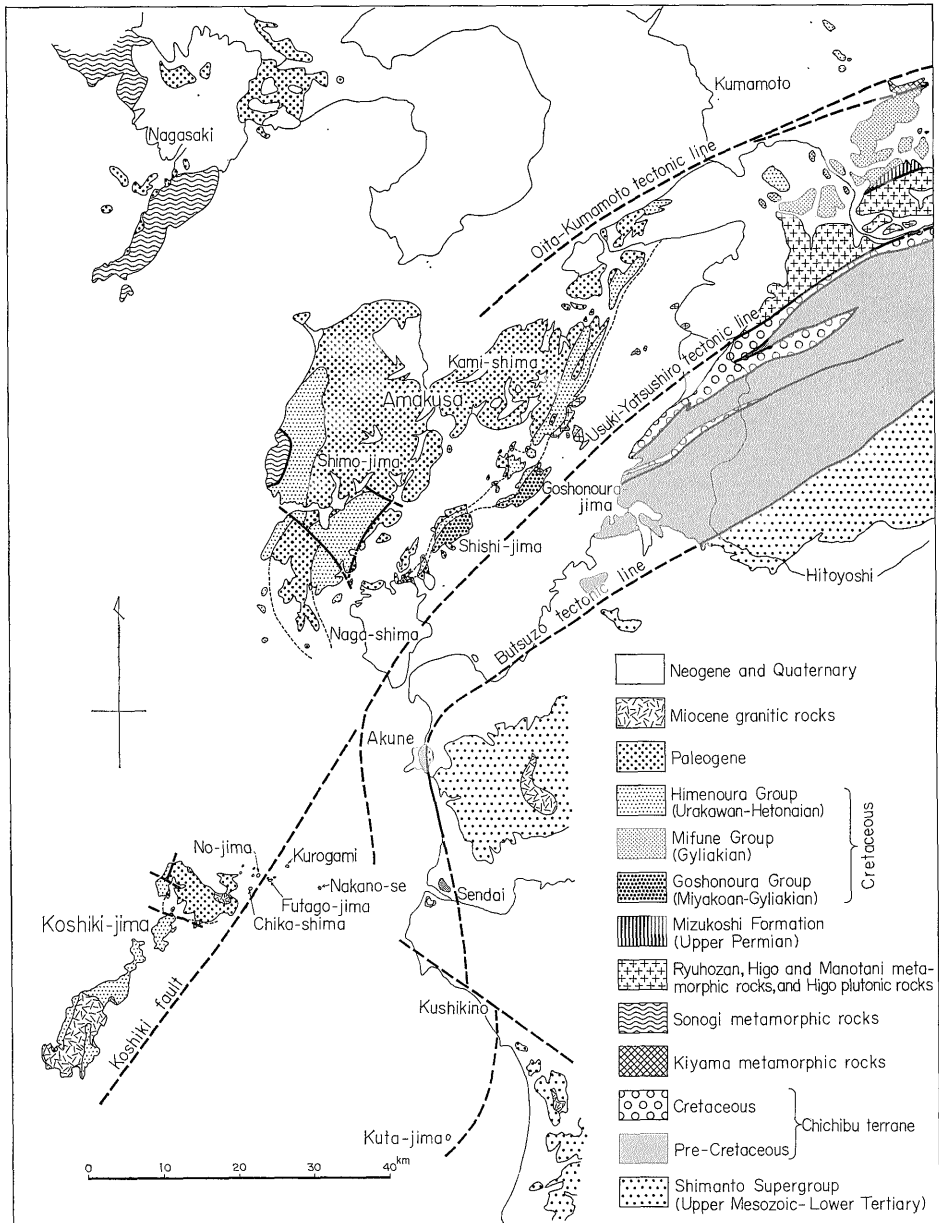 Kumamoto
Nagasaki
Oita-Kumamoto tectonic line
Kami-shima
Amakusa
Usuki-Yatsushiro tectonic line
Shimo-jima
Goshonoura
jima
Shishi-jima
Hitoyoshi
Butsuzo tectonic line
Naga-shima
Akune
No-jima
Kurogami
Nakano-se
Futago-jima
Chika-shima
Koshiki-jima
Sendai
Koshiki fault
Kushikino
Kuta-jima
0 10 20 30 40 km
Neogene and Quaternary
Miocene granitic rocks
Paleogene
Himenoura Group
(Urakawan-Hetonaian)
Mifune Group
(Gyliakian)
Goshonoura Group
(Miyakoan-Gyliakian)
Cretaceous
Mizukoshi Formation
(Upper Permian)
Ryuhozan, Higo and Manotani meta-
morphic rocks, and Higo plutonic rocks
Sonogi metamorphic rocks
Kiyama metamorphic rocks
Cretaceous
Pre-Cretaceous
Chichibu terrane
Shimanto Supergroup
(Upper Mesozoic-Lower Tertiary)